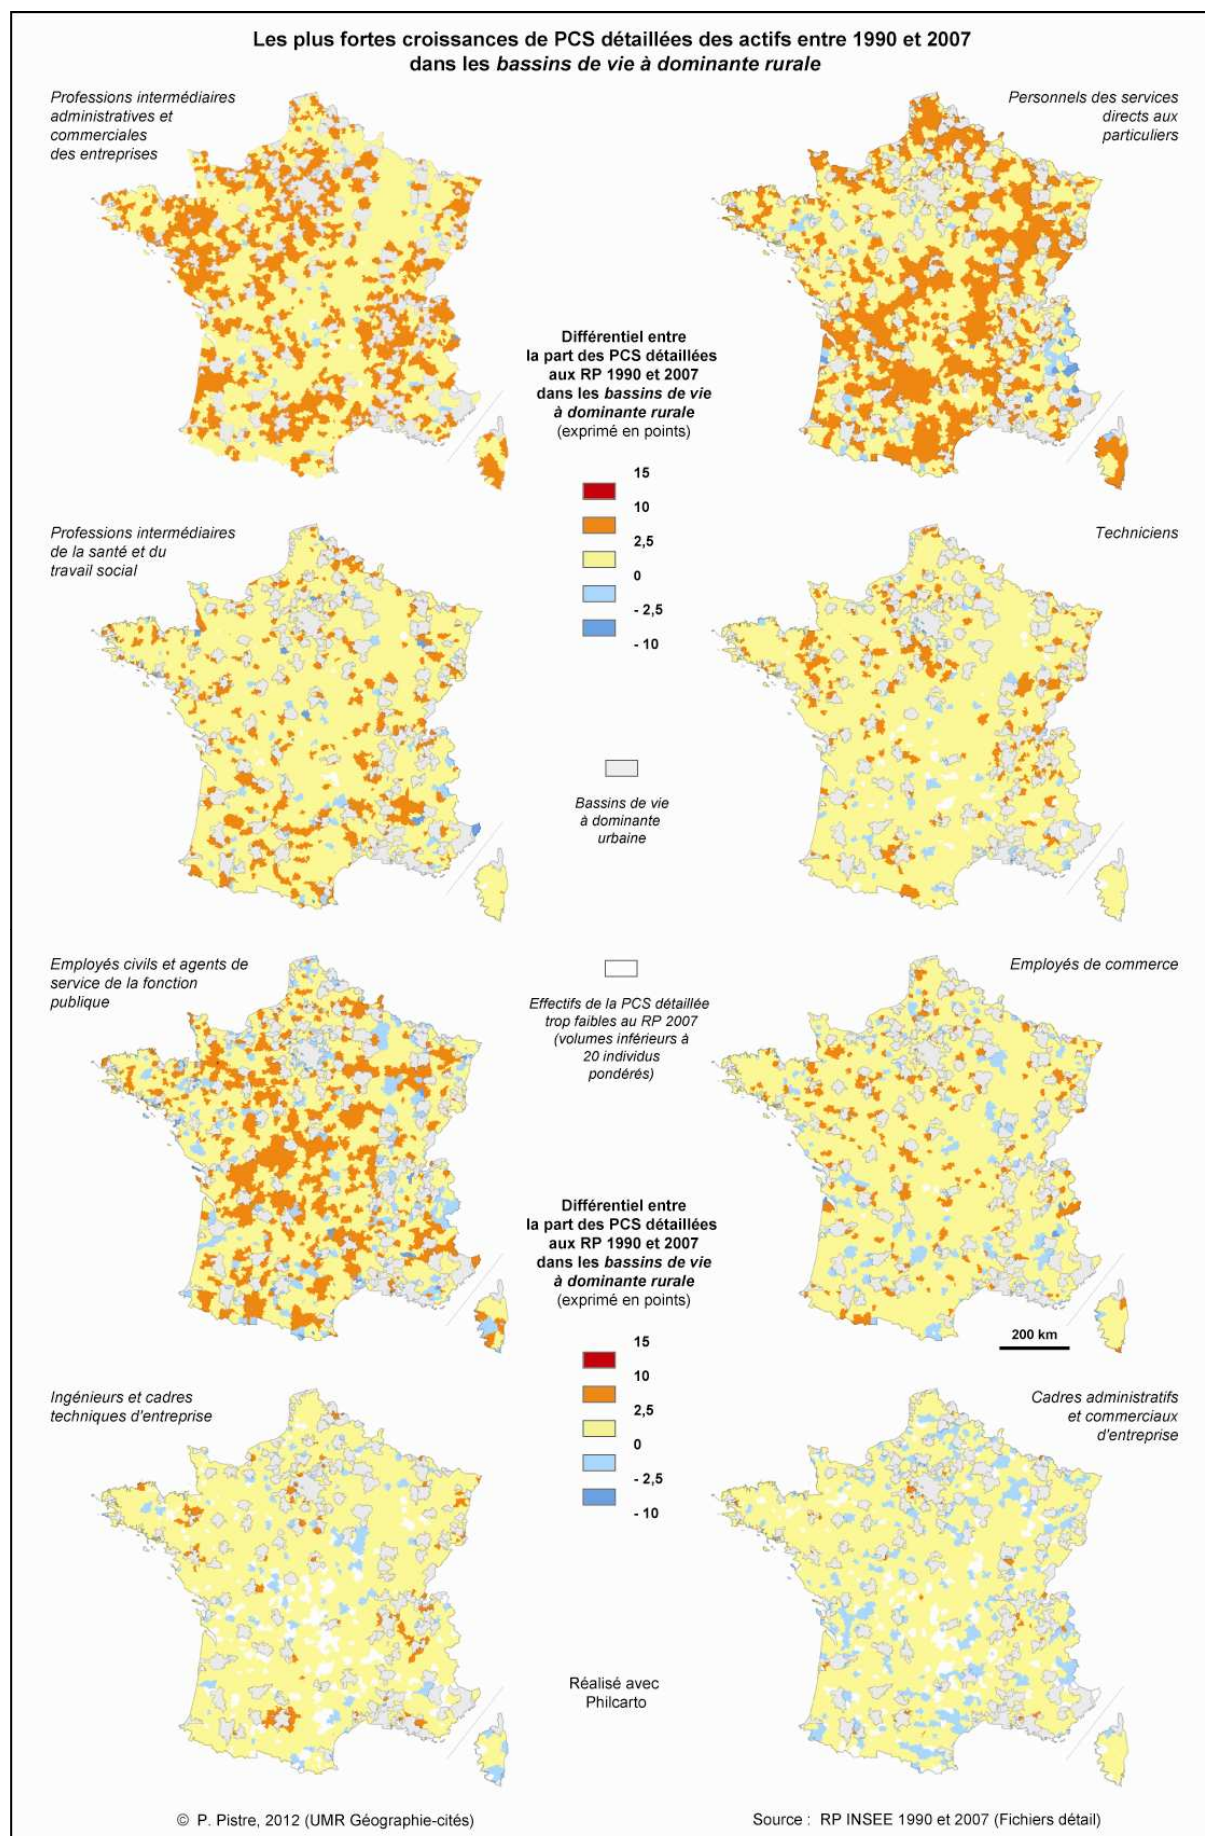 Les plus fortes croissances de PCS détaillées des actifs entre 1990 et 2007
dans les bassins de vie à dominante rurale
Professions intermédiaires
administratives et
commerciales
des entreprises
Personnels des services
directs aux
particuliers
Différentiel entre
la part des PCS détaillées
aux RP 1990 et 2007
dans les bassins de vie
à dominante rurale
(exprimé en points)
15
10
2,5
0
- 2,5
- 10
Professions intermédiaires
de la santé et du
travail social
Techniciens
Bassins de vie
à dominante
urbaine
Employés civils et agents de
service de la fonction
publique
Employés de commerce
Effectifs de la PCS détaillée
trop faibles au RP 2007
(volumes inférieurs à
20 individus
pondérés)
Différentiel entre
la part des PCS détaillées
aux RP 1990 et 2007
dans les bassins de vie
à dominante rurale
(exprimé en points)
15
10
2,5
0
- 2,5
- 10
200 km
Ingénieurs et cadres
techniques d'entreprise
Cadres administratifs
et commerciaux
d'entreprise
Réalisé avec
Philcarto
© P. Pistre, 2012 (UMR Géographie-cités)
Source : RP INSEE 1990 et 2007 (Fichiers détail)